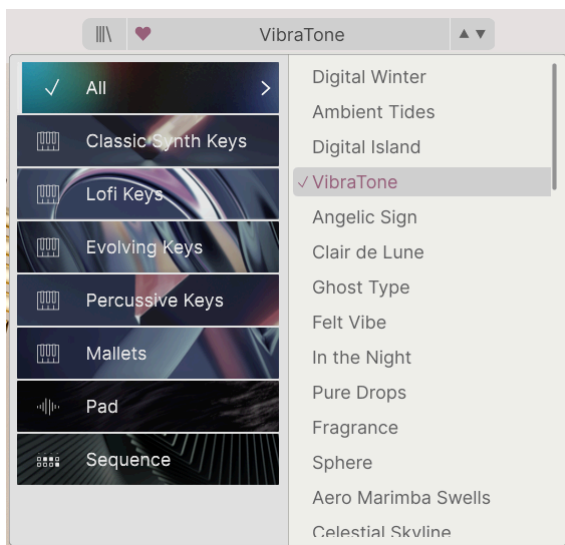 VibraTone
All
Classic Synth Keys
Lofi Keys
Evolving Keys
Percussive Keys
Mallets
Pad
Sequence
Digital Winter
Ambient Tides
Digital Island
VibraTone
Angelic Sign
Clair de Lune
Ghost Type
Felt Vibe
In the Night
Pure Drops
Fragrance
Sphere
Aero Marimba Swells
Celestial Skyline